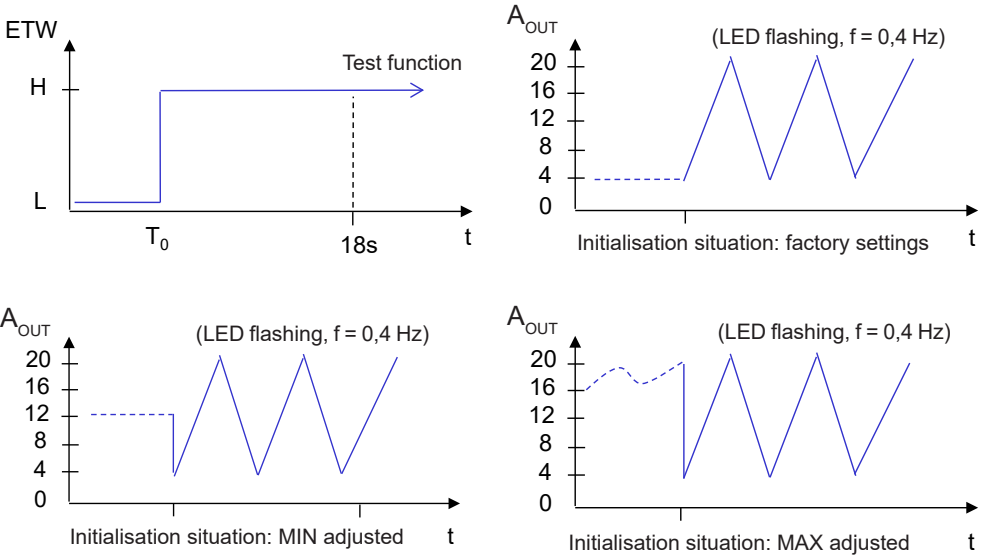 ETW
H
L
Test function
T0
18s
t
AOUT
(LED flashing, f = 0,4 Hz)
20
16
12
8
4
0
Initialisation situation: factory settings
t
AOUT
(LED flashing, f = 0,4 Hz)
20
16
12
8
4
0
Initialisation situation: MIN adjusted
t
AOUT
(LED flashing, f = 0,4 Hz)
20
16
12
8
4
0
Initialisation situation: MAX adjusted
t